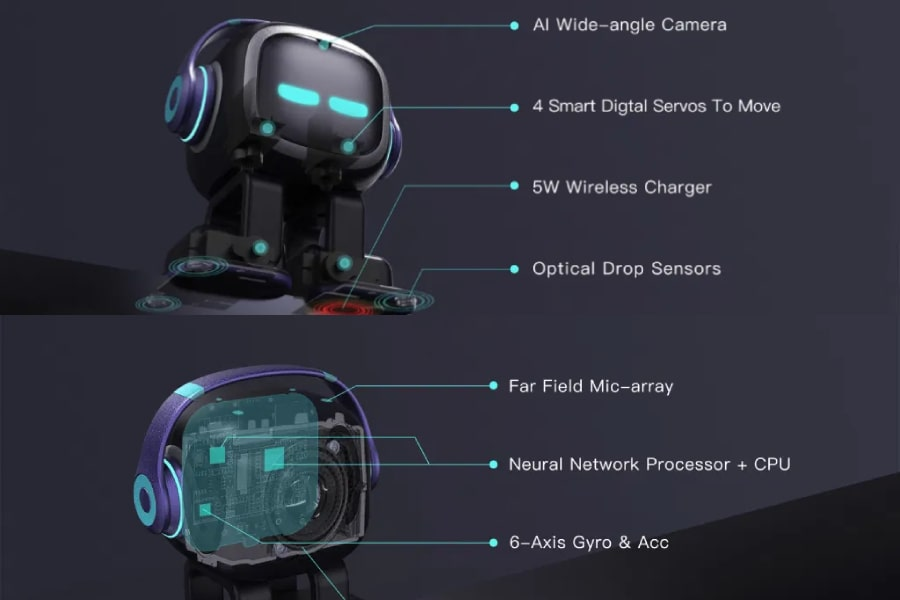 AI Wide-angle Camera
4 Smart Digtal Servos To Move
5W Wireless Charger
Optical Drop Sensors
Far Field Mic-array
Neural Network Processor + CPU
6-Axis Gyro & Acc